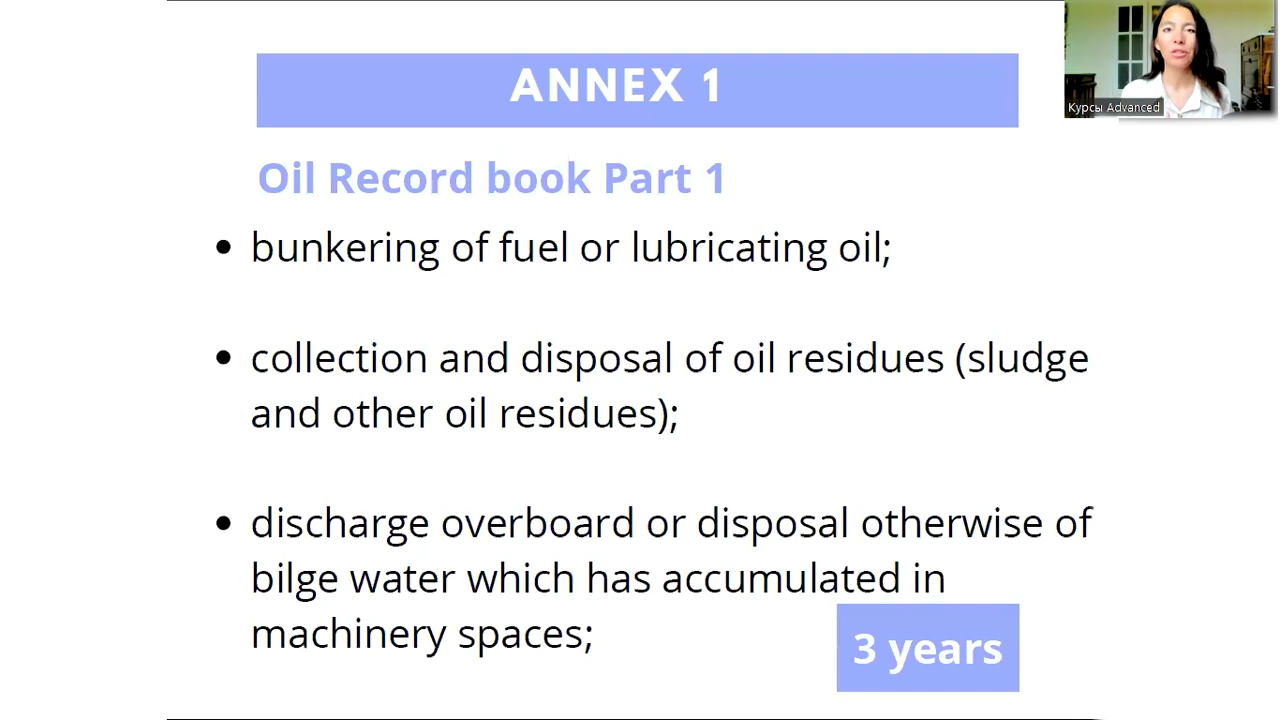 ANNEX 1
Курсы Advanced
Oil Record book Part 1
• bunkering of fuel or lubricating oil;
• collection and disposal of oil residues (sludge
and other oil residues);
• discharge overboard or disposal otherwise of
bilge water which has accumulated in
machinery spaces;
3 years